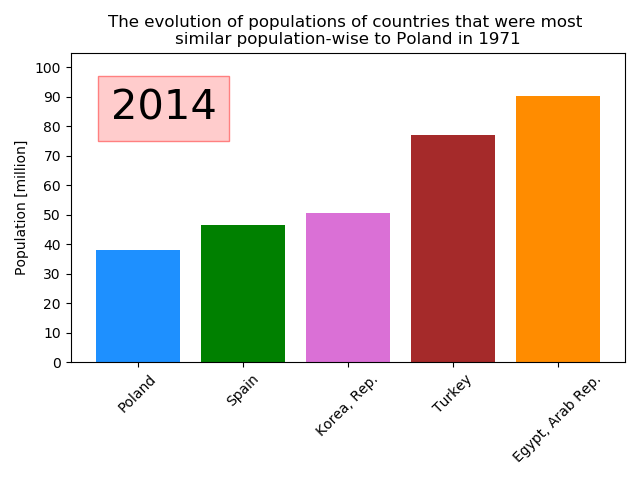 The evolution of populations of countries that were most
similar population-wise to Poland in 1971
2014
Population [million]
100
90
80
70
60
50
40
30
20
10
0
Poland
Spain
Korea, Rep.
Turkey
Egypt, Arab Rep.